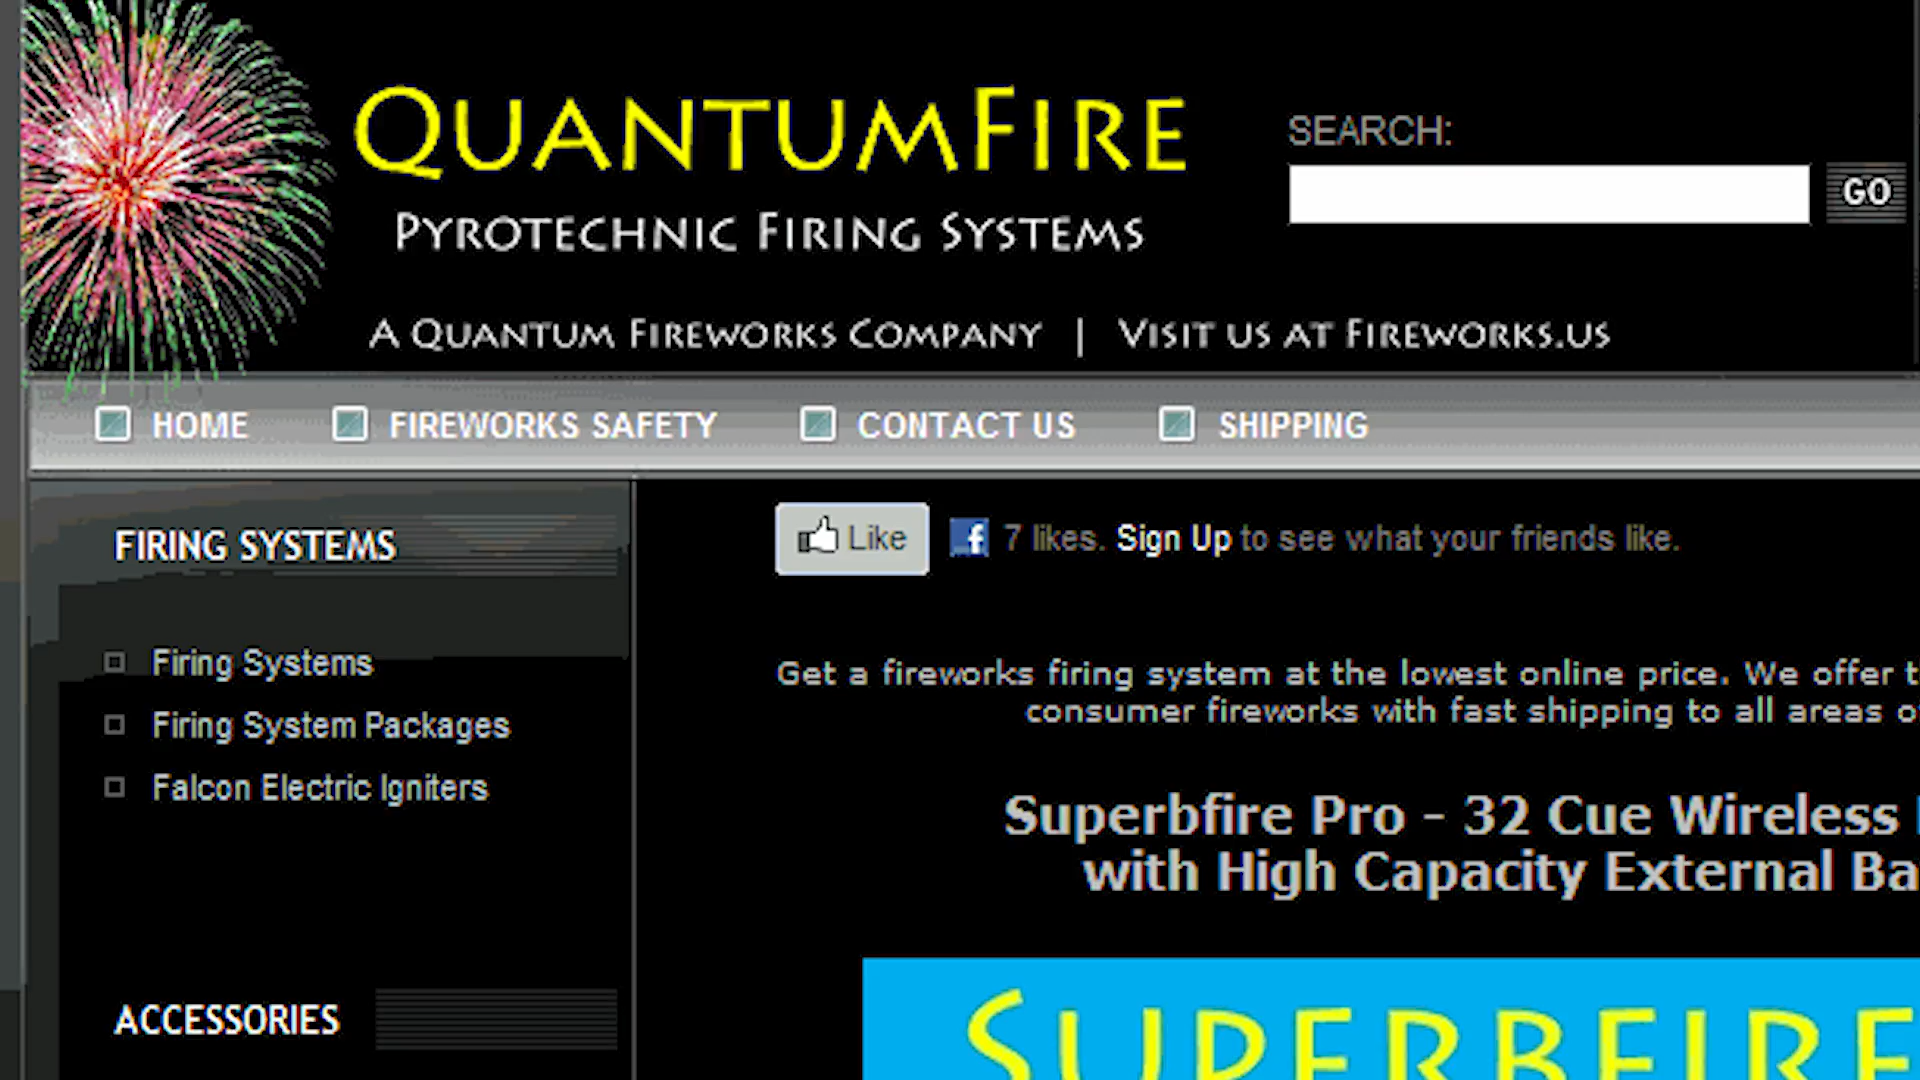 QUANTUMFIRE
PYROTECHNIC FIRING SYSTEMS
SEARCH:
GO
A QUANTUM FIREWORKS COMPANY | VISIT US AT FIREWORKS.US
HOME FIREWORKS SAFETY CONTACT US SHIPPING
FIRING SYSTEMS
Firing Systems
Firing System Packages
Falcon Electric Igniters
ACCESSORIES
Like
f 7 likes. Sign Up to see what your friends like.
Get a fireworks firing system at the lowest online price. We offer
consumer fireworks with fast shipping to all areas
Superbfire Pro - 32 Cue Wireless
with High Capacity External
SUPERBFIRE